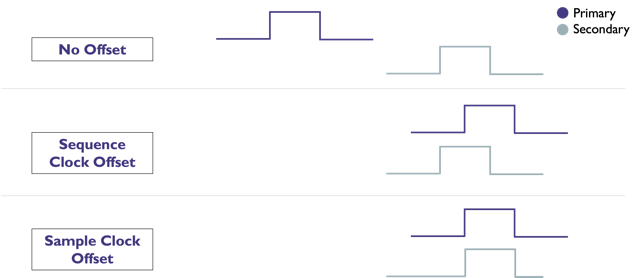 Primary
Secondary
No Offset
Sequence
Clock Offset
Sample Clock
Offset